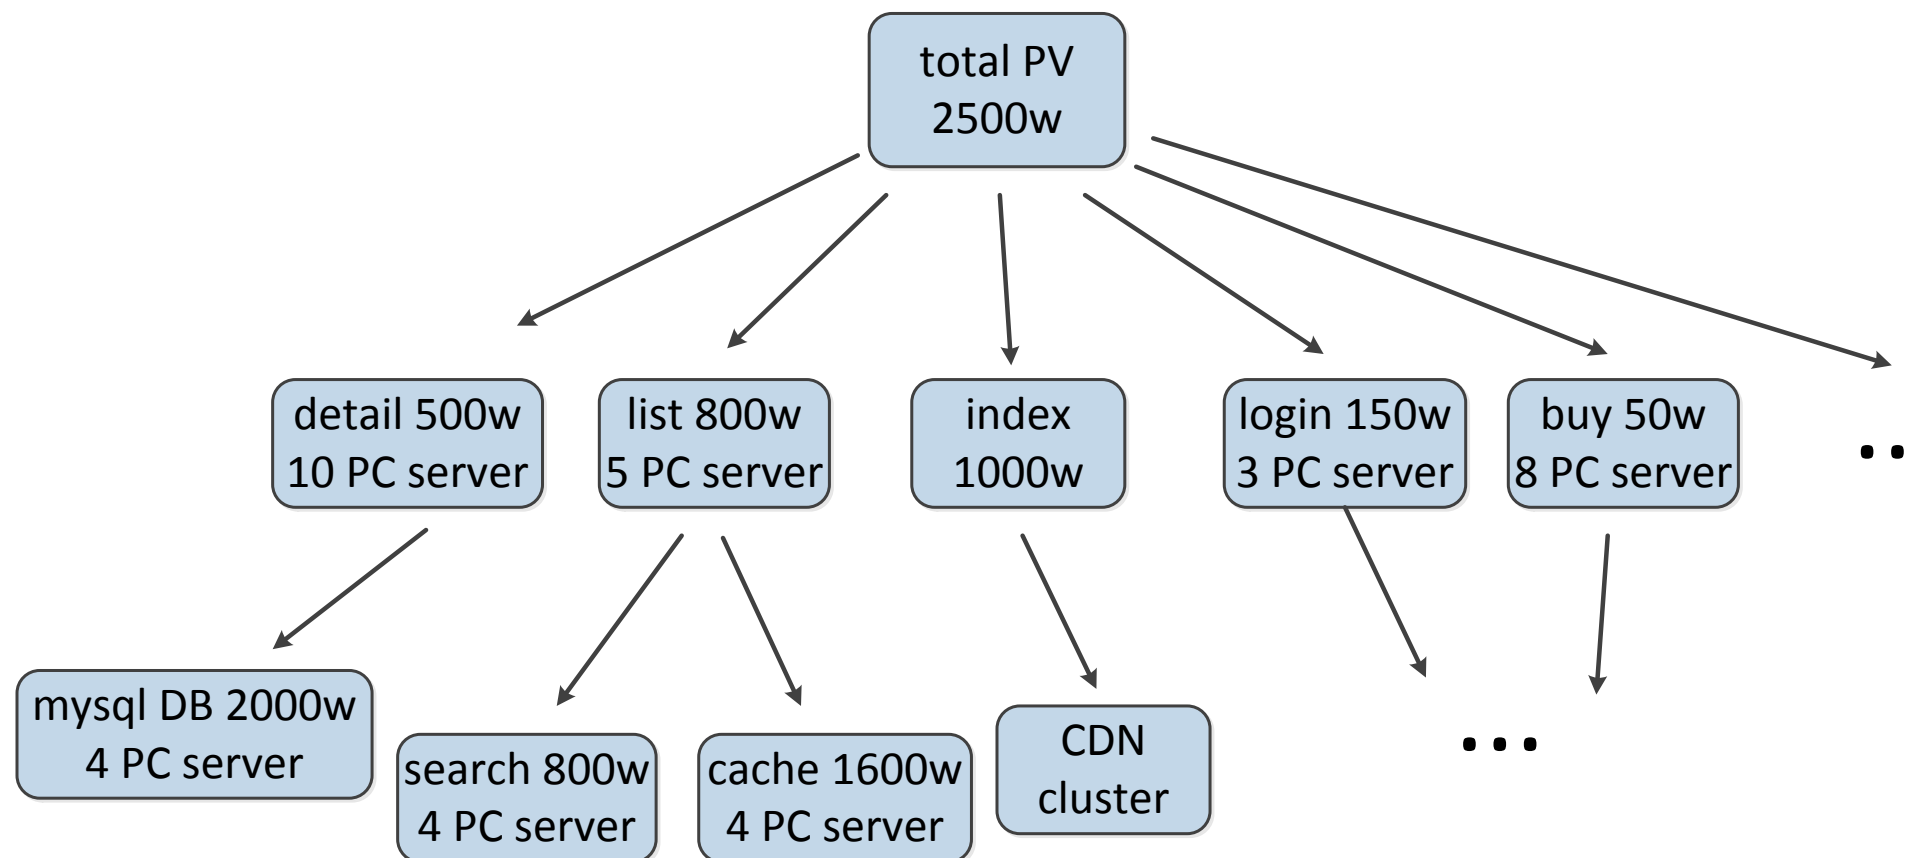 total PV
2500w
detail 500w
10 PC server
list 800w
5 PC server
index
1000w
login 150w
3 PC server
buy 50w
8 PC server
..
mysql DB 2000w
4 PC server
search 800w
4 PC server
cache 1600w
4 PC server
CDN
cluster
...